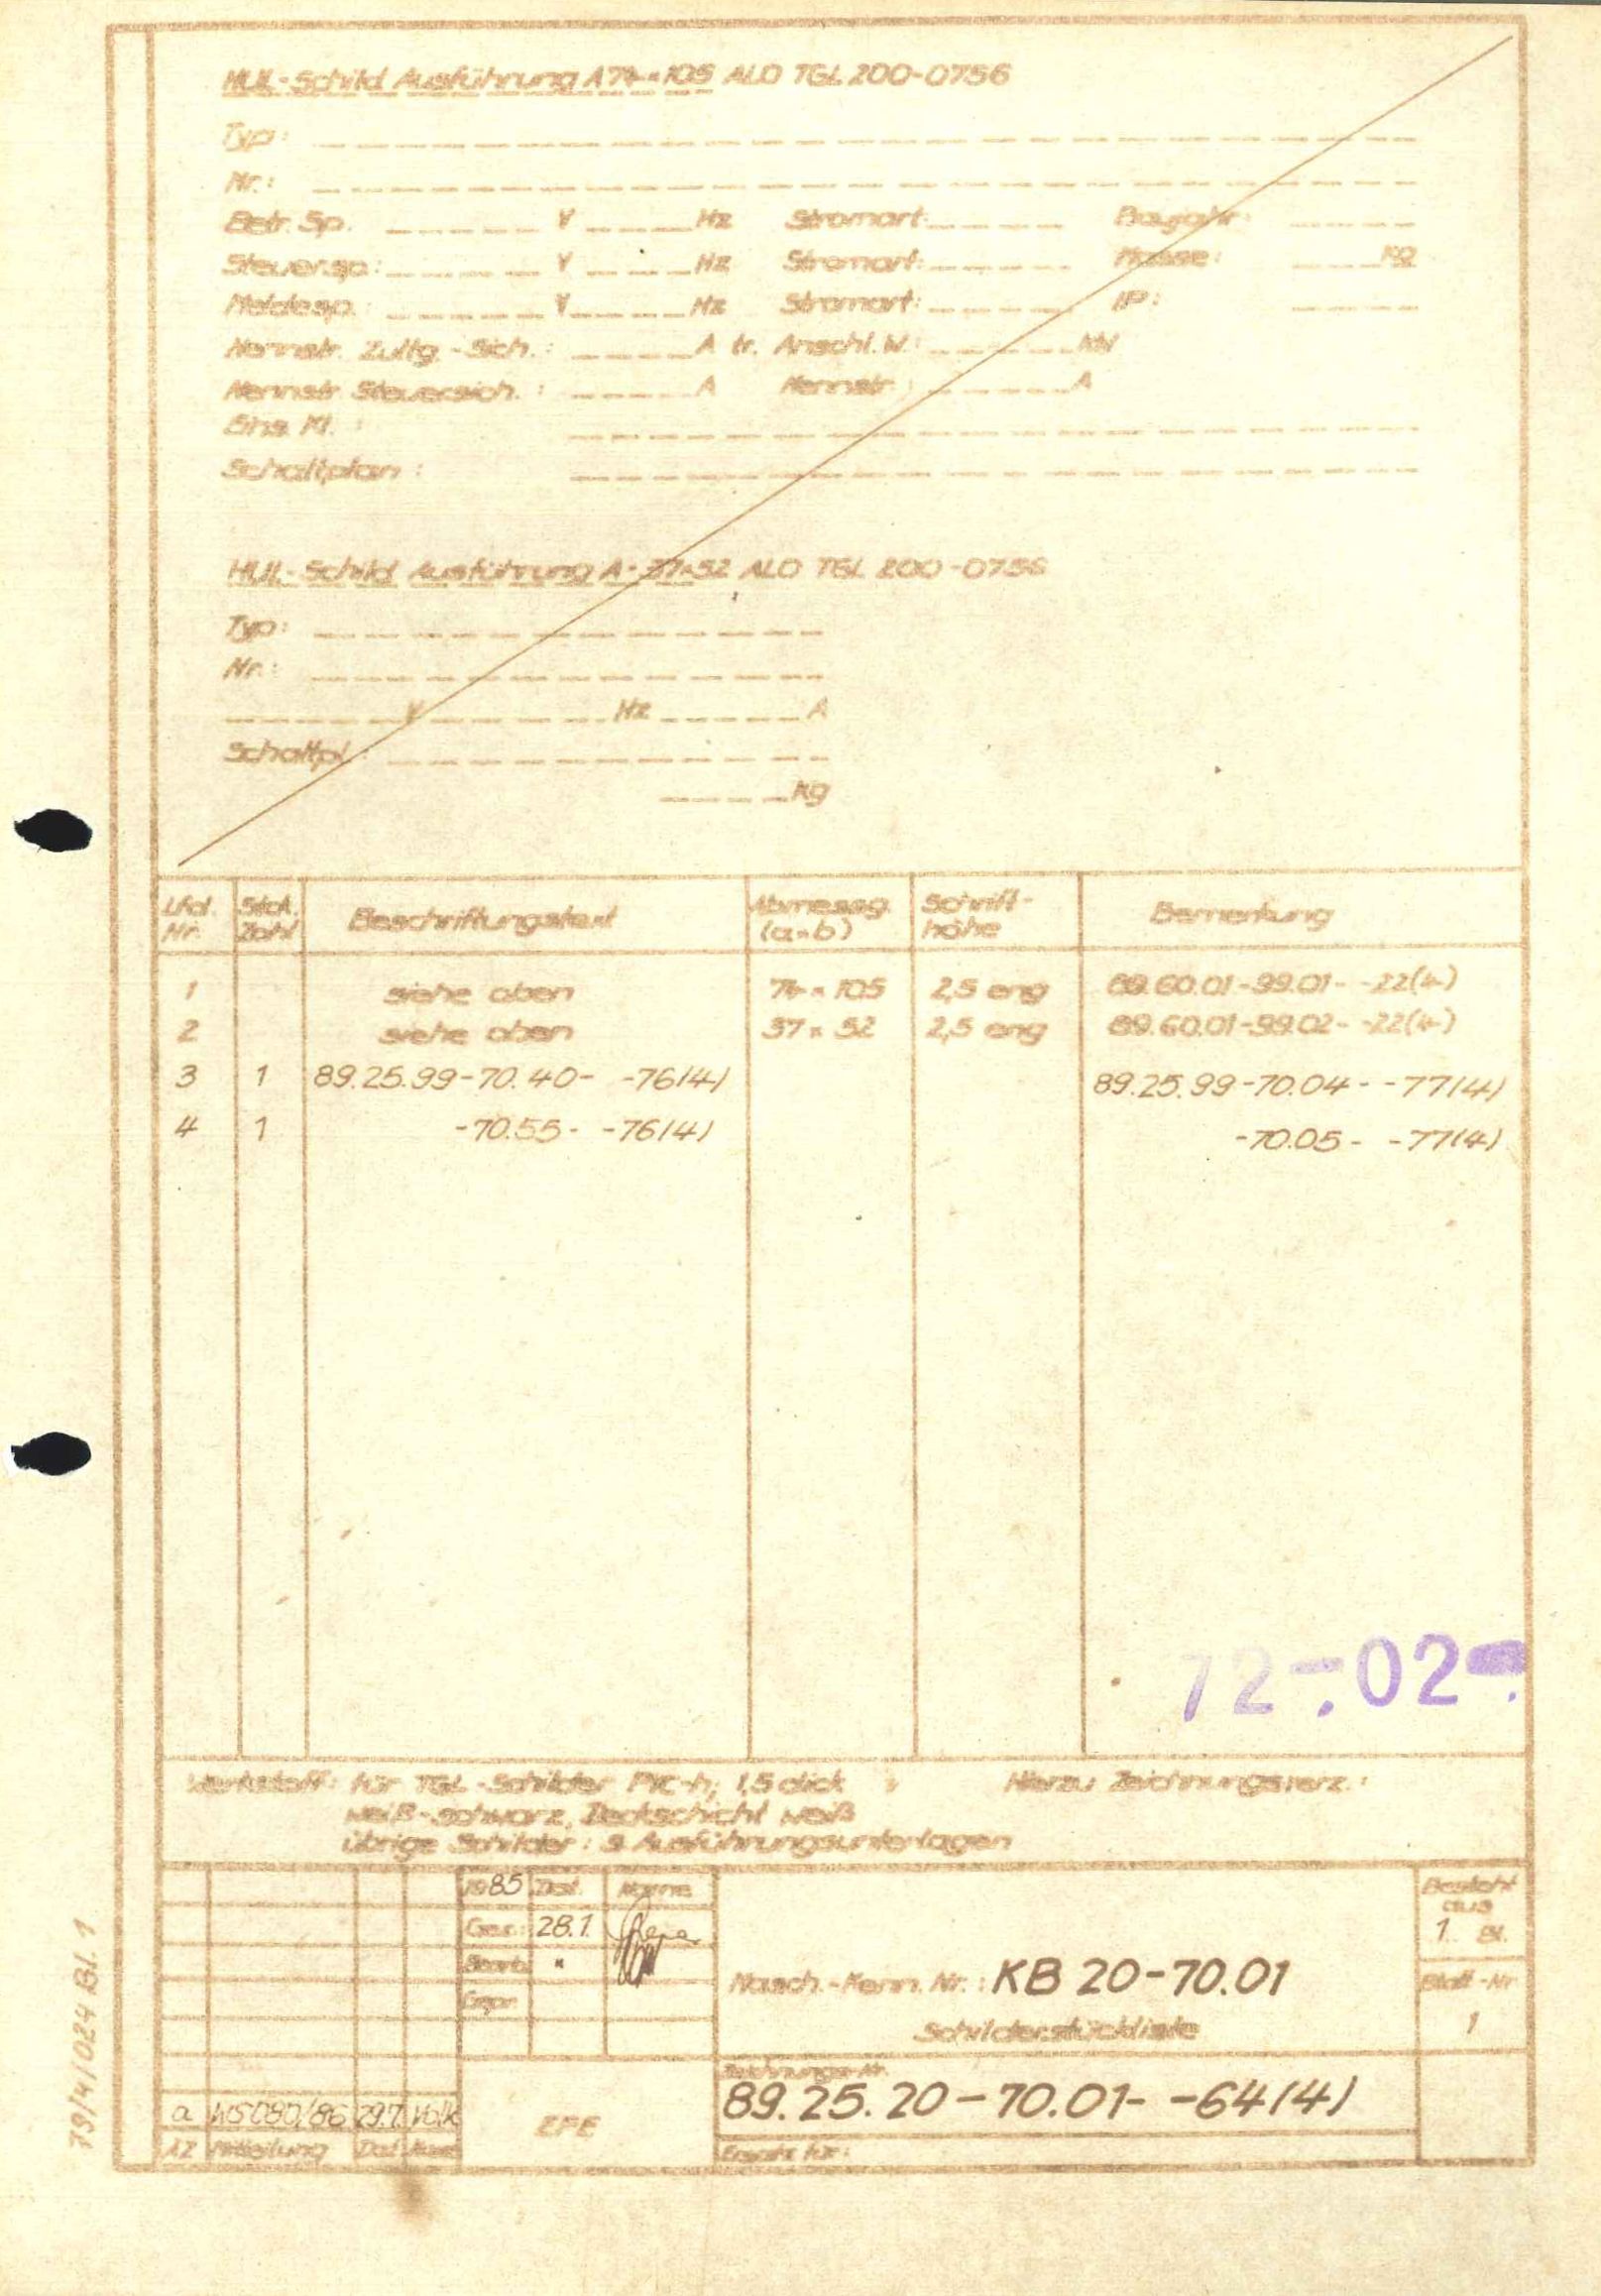 HUL-Schild Ausführung A74×105 ALO TGL 200-0756
Typ:
Nr.:
Betr. Sp. V Hz Stromart: Baujahr:
Steuersp.: V Hz Stromart: Masse: kg
Meldesp.: V Hz Stromart: IP:
Nennstr. Zultg.-Sich.: A tr. Anschl. W.: kW
Nennstr. Steuersich.: A Nennstr.: A
Sins. Kl.:
Schaltplan:
HUL-Schild Ausführung A-37×52 ALO TGL 200-0756
Typ:
Nr.:
V Hz A
Schaltpl.:
kg
Lfd. Nr. Stck. Zahl Beschriftungstext Abmessg. (a×b) Schrift-höhe Bemerkung
1 siehe oben 74×105 2,5 eng 89.60.01-99.01- -22(4)
2 siehe oben 37×52 2,5 eng 89.60.01-99.02- -22(4)
3 1 89.25.99-70.40- -76(4) 89.25.99-70.04- -77(4)
4 1 -70.55- -76(4) -70.05- -77(4)
72-.02-.
Werkstoff: für TGL-Schilder PVC-h; 1,5 dick Hierzu Zeichnungsverz.:
weiß-schwarz, Deckschicht weiß
übrige Schilder: s. Ausführungsunterlagen
1985 Dat. Name
Gez. 28.1.
Bearb. "
Gepr.
Besteht aus
1 Bl.
Masch.-Kenn. Nr.: KB 20-70.01
Blatt-Nr.
Schilderstückliste
1
Zeichnungs-Nr.
89.25.20-70.01- -64(4)
a WS080/86 29.7. Volk
ÄZ Mitteilung Dat. Name
EFE
Ersatz für:
79/4/024 Bl. 1